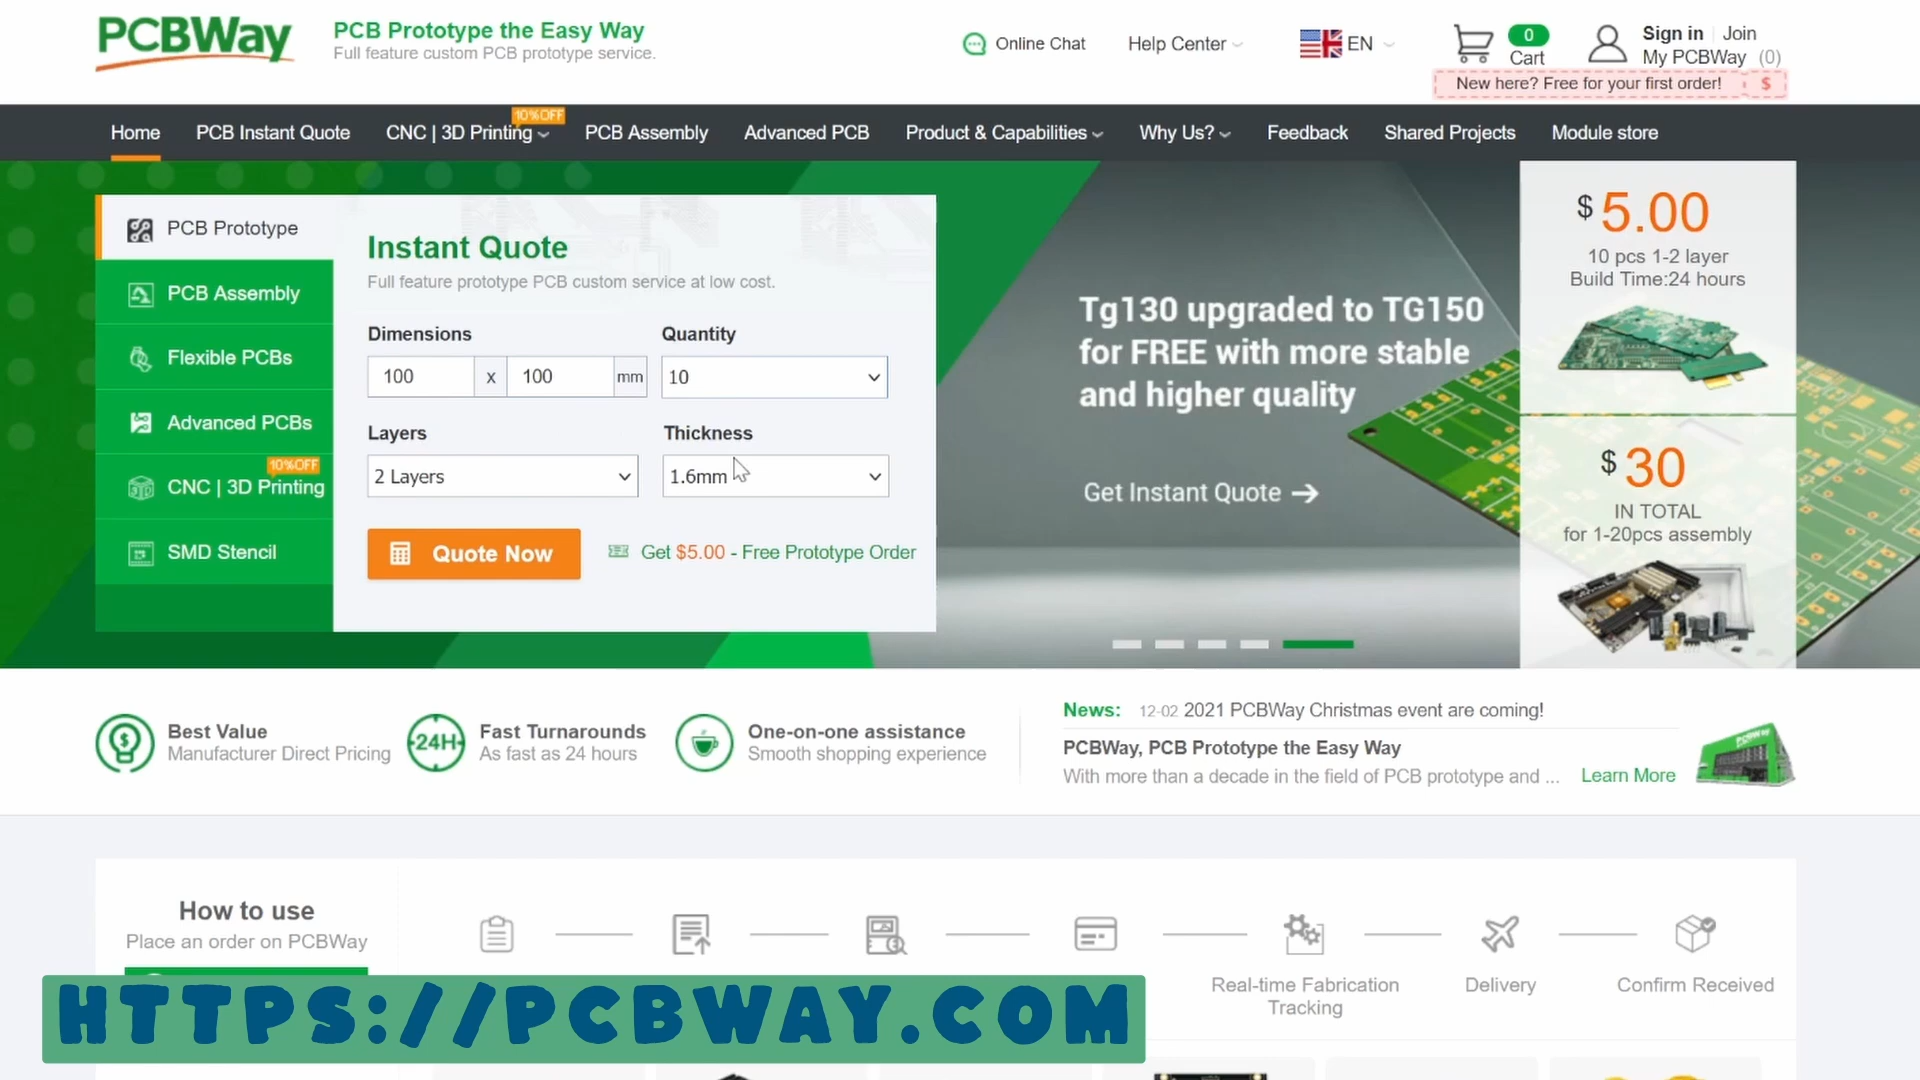 PCBWay
PCB Prototype the Easy Way
Full feature custom PCB prototype service.
Online Chat
Help Center
EN
0
Cart
Sign in | Join
My PCBWay (0)
New here? Free for your first order! $
10%OFF
Home
PCB Instant Quote
CNC | 3D Printing
PCB Assembly
Advanced PCB
Product & Capabilities
Why Us?
Feedback
Shared Projects
Module store
PCB Prototype
PCB Assembly
Flexible PCBs
Advanced PCBs
10%OFF
CNC | 3D Printing
SMD Stencil
Instant Quote
Full feature prototype PCB custom service at low cost.
Dimensions
100 x 100 mm
Quantity
10
Layers
2 Layers
Thickness
1.6mm
Quote Now
Get $5.00 - Free Prototype Order
Tg130 upgraded to TG150
for FREE with more stable
and higher quality
Get Instant Quote
$ 5.00
10 pcs 1-2 layer
Build Time:24 hours
$ 30
IN TOTAL
for 1-20pcs assembly
Best Value
Manufacturer Direct Pricing
24H
Fast Turnarounds
As fast as 24 hours
One-on-one assistance
Smooth shopping experience
News: 12-02 2021 PCBWay Christmas event are coming!
PCBWay, PCB Prototype the Easy Way
With more than a decade in the field of PCB prototype and ... Learn More
How to use
Place an order on PCBWay
Real-time Fabrication
Tracking
Delivery
Confirm Received
HTTPS://PCBWAY.COM